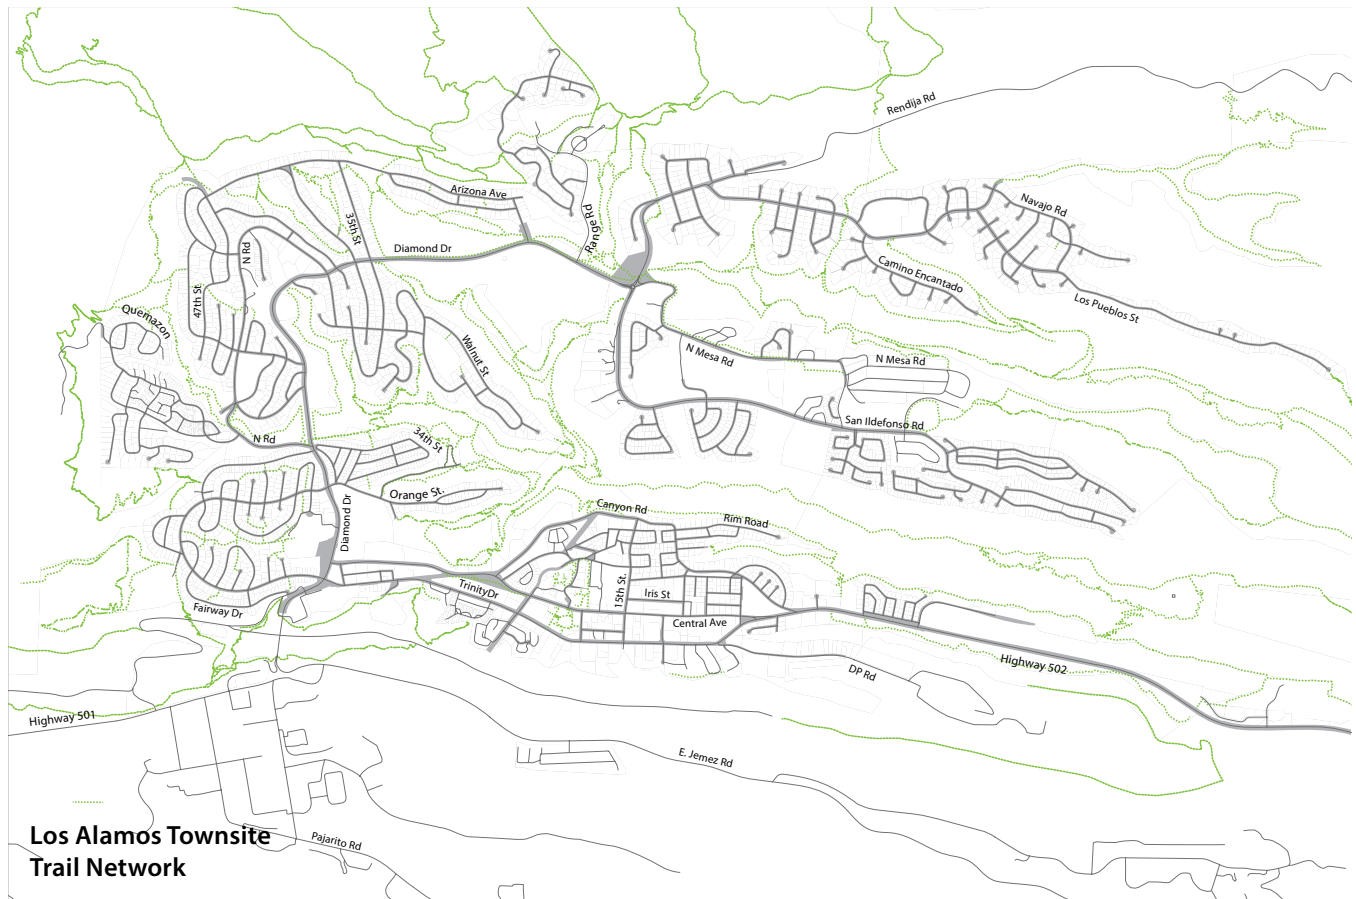 Rendija Rd
Arizona Ave
Navajo Rd
35th St
Range Rd
Diamond Dr
N Rd
Camino Encantado
47th St.
Los Pueblos St
Quemazon
Walnut St
N Mesa Rd
N Mesa Rd
San Ildefonso Rd
34th St
N Rd
Orange St.
Diamond Dr
Canyon Rd
Rim Road
TrinityDr
15th St.
Iris St
Fairway Dr
Central Ave
Highway 502
DP Rd
Highway 501
E. Jemez Rd
Los Alamos Townsite
Trail Network
Pajarito Rd